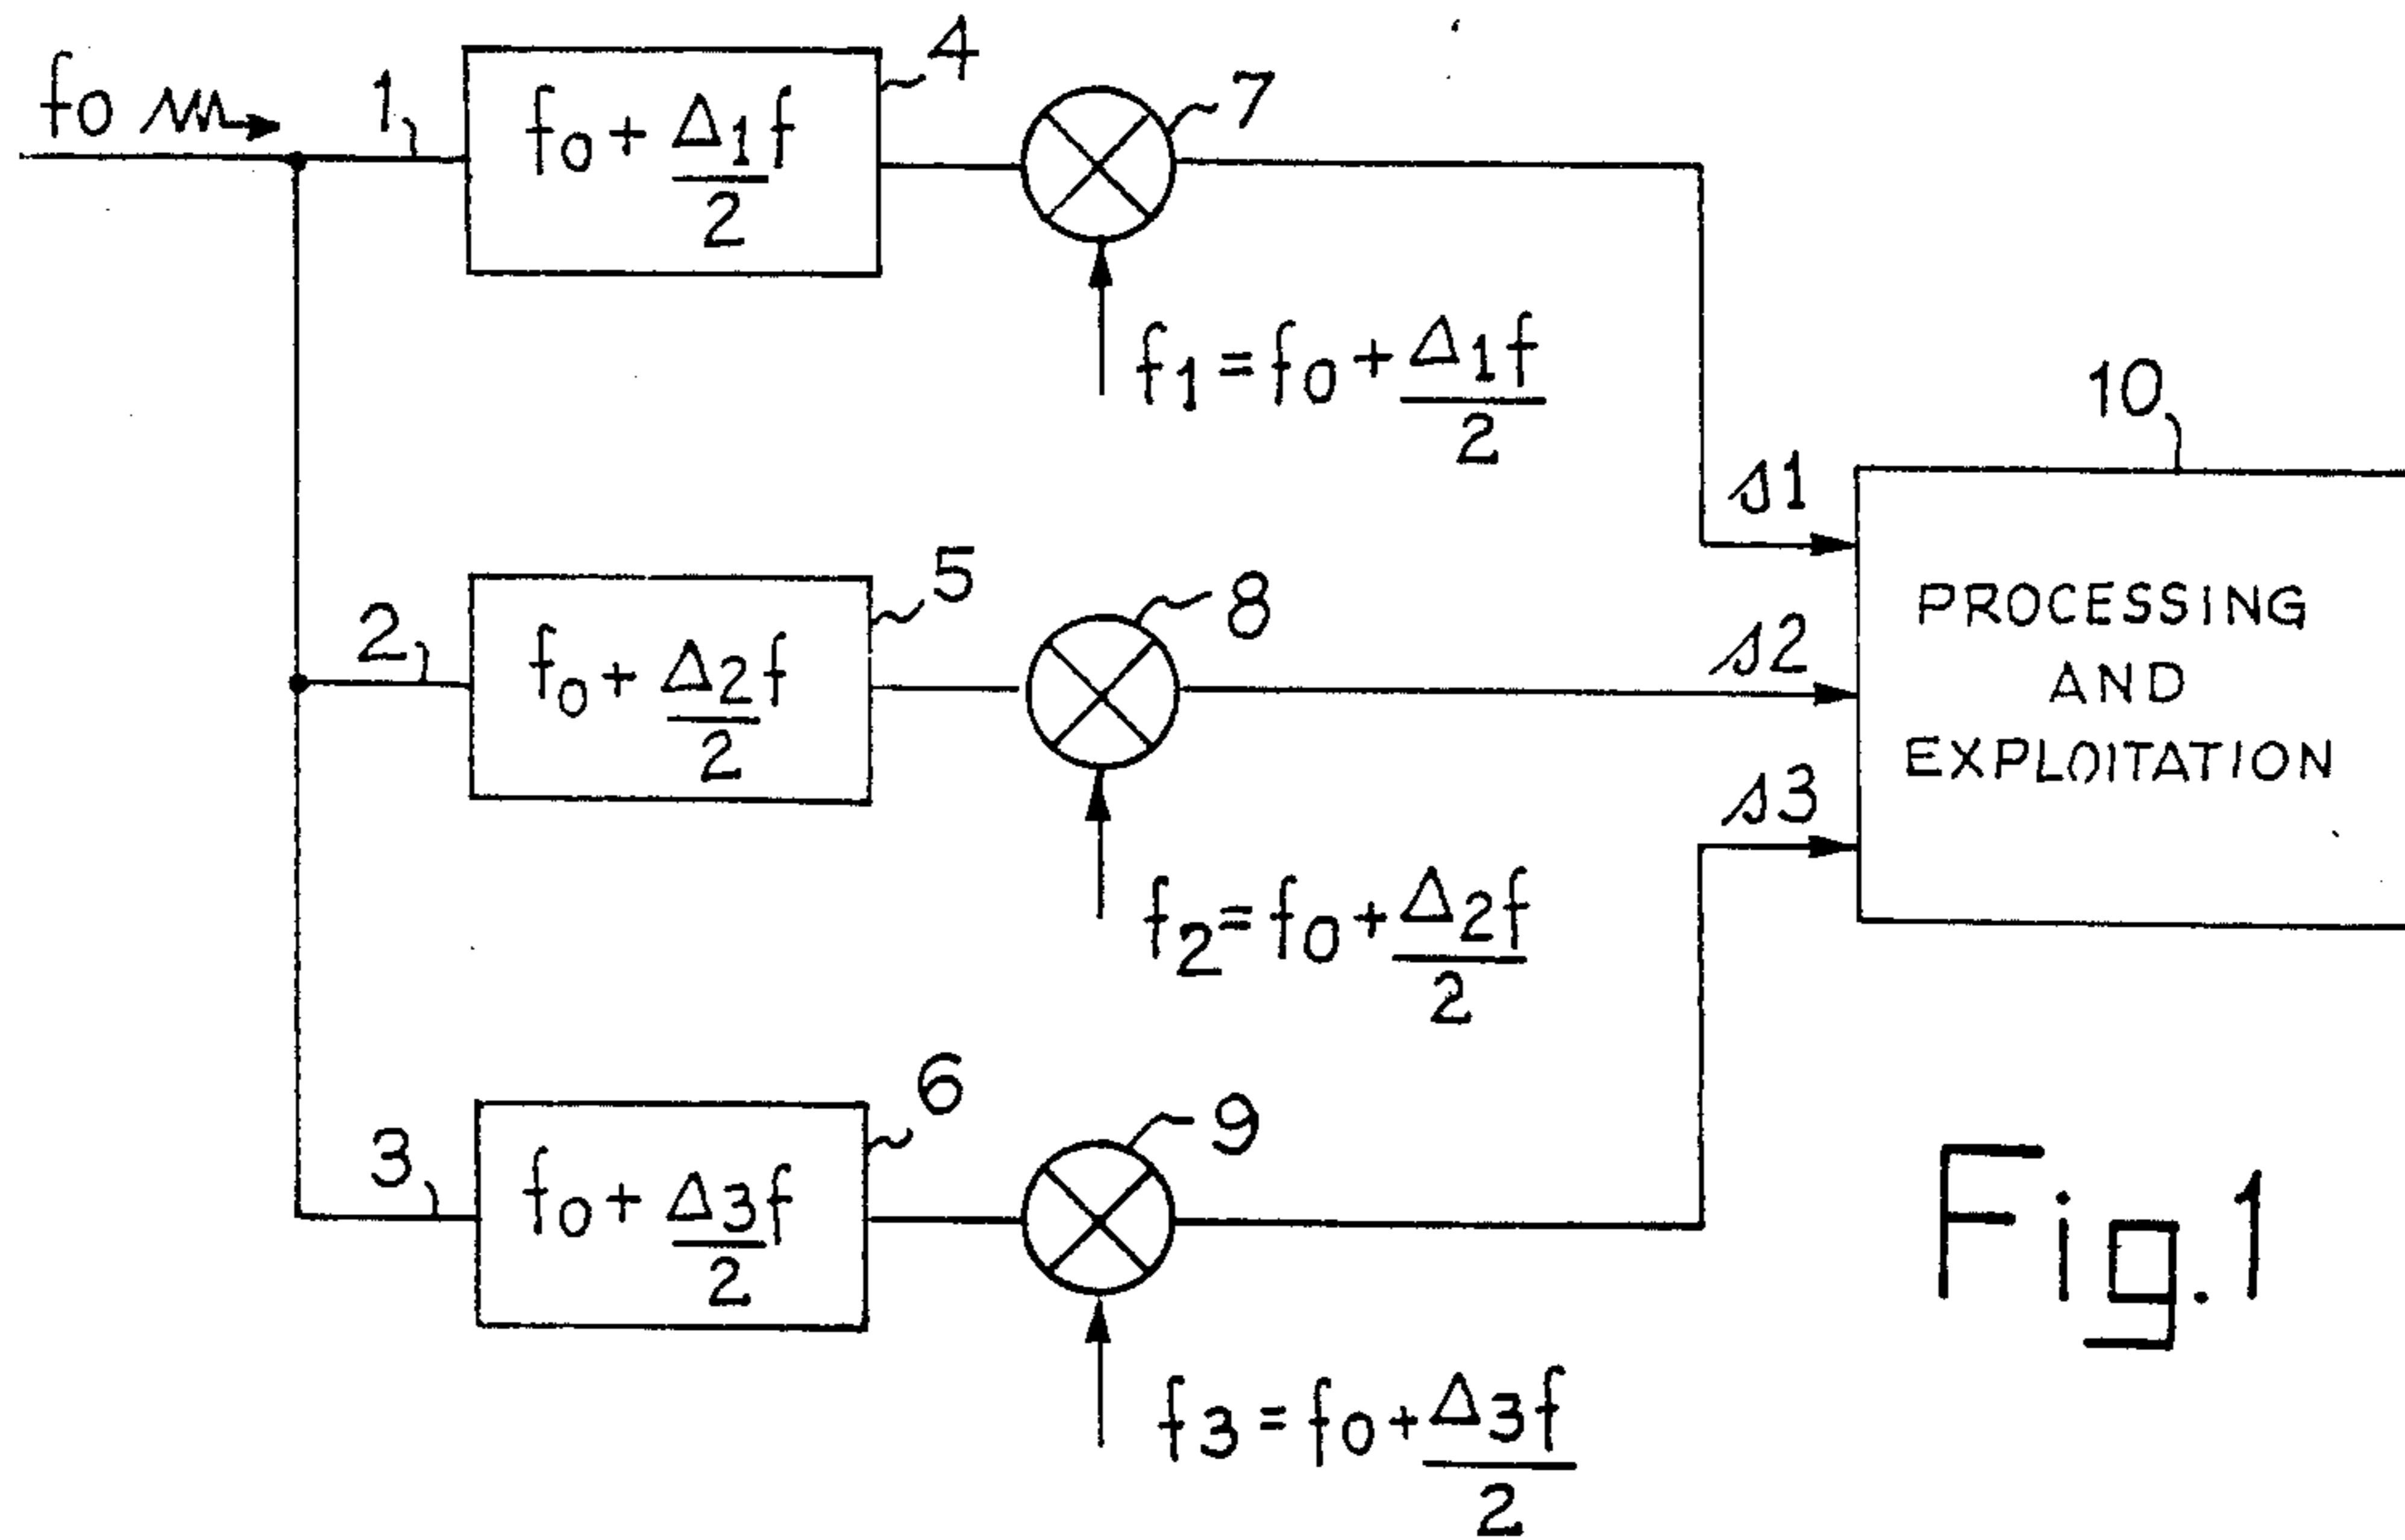 f0
1
f0 + Δ1f/2
4
7
f1 = f0 + Δ1f/2
10
s1
2
f0 + Δ2f/2
5
8
s2
PROCESSING
AND
EXPLOITATION
f2 = f0 + Δ2f/2
s3
3
f0 + Δ3f/2
6
9
f3 = f0 + Δ3f/2
Fig.1